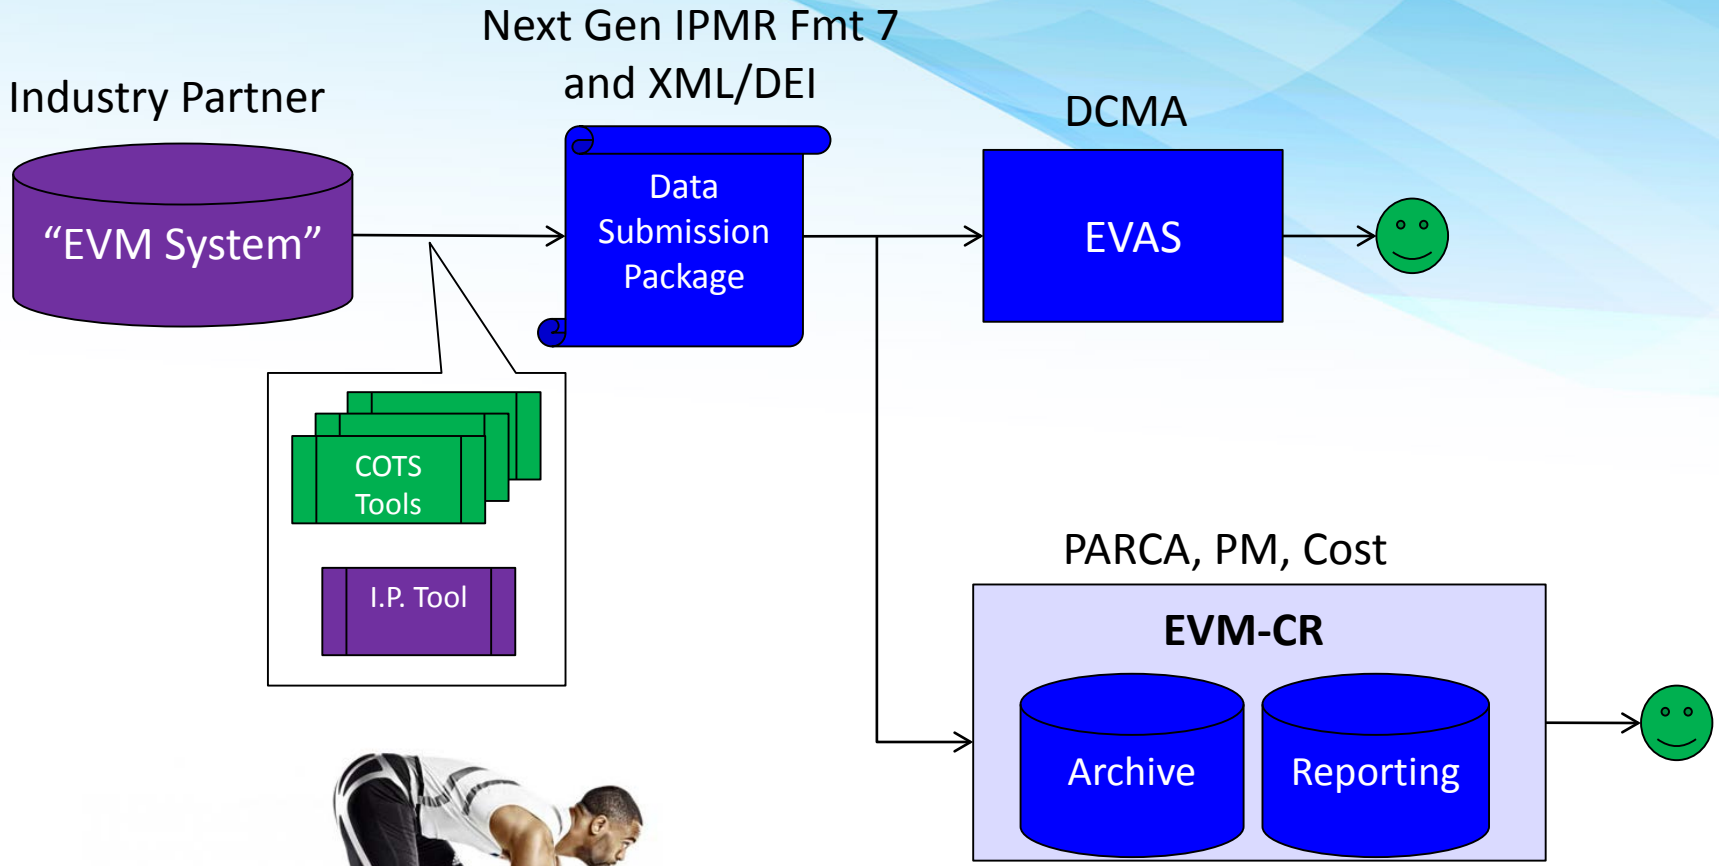 Next Gen IPMR Fmt 7
and XML/DEI
Industry Partner
DCMA
“EVM System”
Data
Submission
Package
EVAS
COTS
Tools
I.P. Tool
PARCA, PM, Cost
EVM-CR
Archive
Reporting